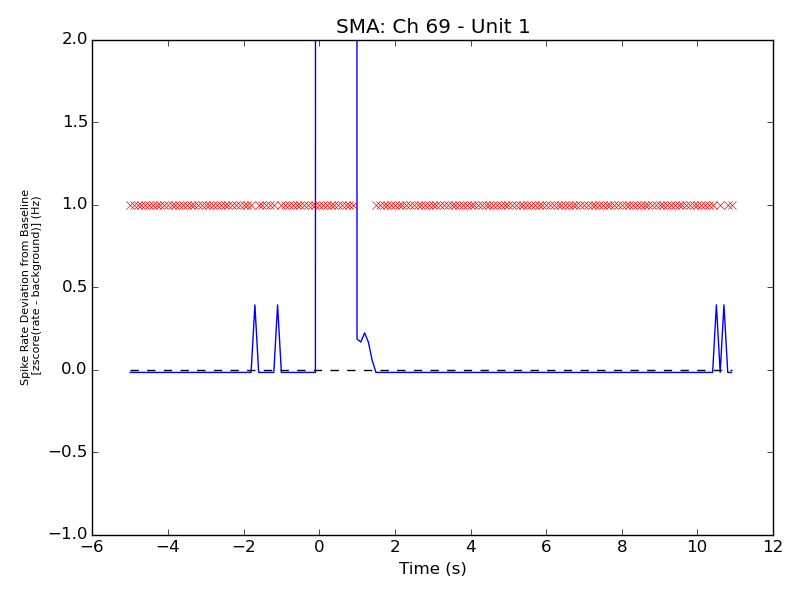 SMA: Ch 69 - Unit 1
2.0
1.5
1.0
0.5
0.0
−0.5
−1.0
Spike Rate Deviation from Baseline
[zscore(rate - background)] (Hz)
−6 −4 −2 0 2 4 6 8 10 12
Time (s)